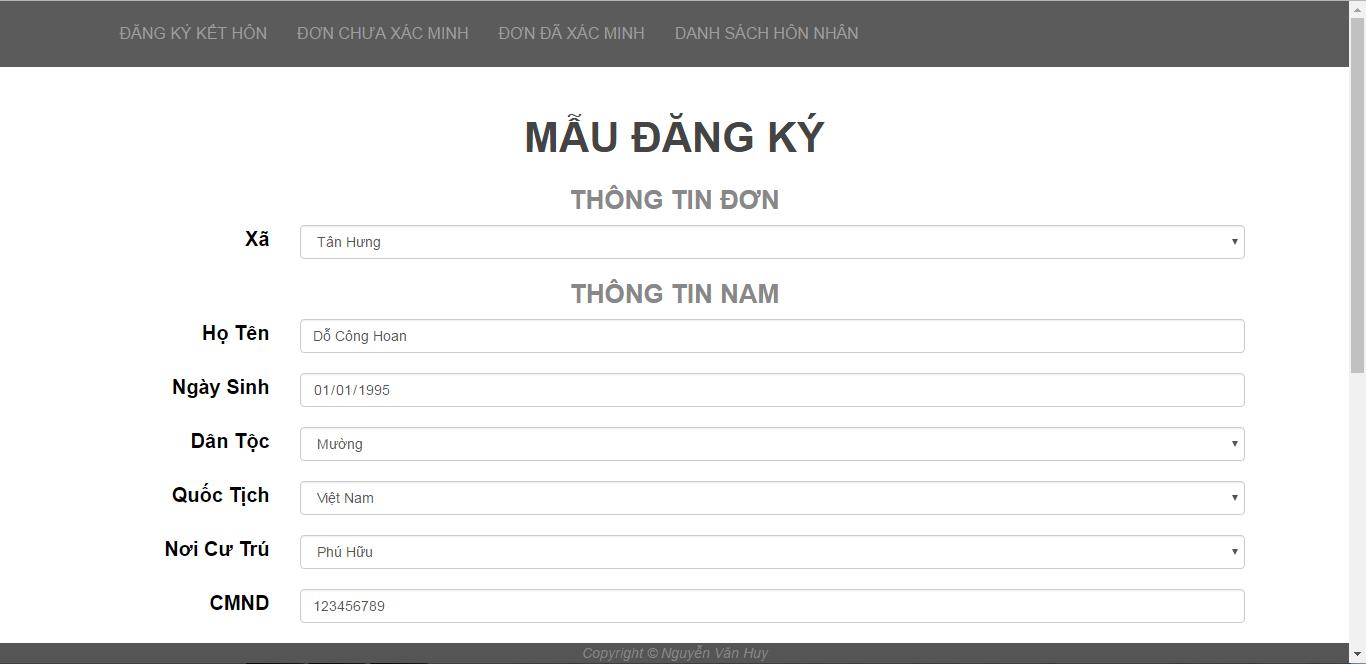 ĐĂNG KÝ KẾT HÔN ĐƠN CHƯA XÁC MINH ĐƠN ĐÃ XÁC MINH DANH SÁCH HÔN NHÂN
MẪU ĐĂNG KÝ
THÔNG TIN ĐƠN
Xã Tân Hưng
THÔNG TIN NAM
Họ Tên Dỗ Công Hoan
Ngày Sinh 01/01/1995
Dân Tộc Mường
Quốc Tịch Việt Nam
Nơi Cư Trú Phú Hữu
CMND 123456789
Copyright © Nguyễn Văn Huy